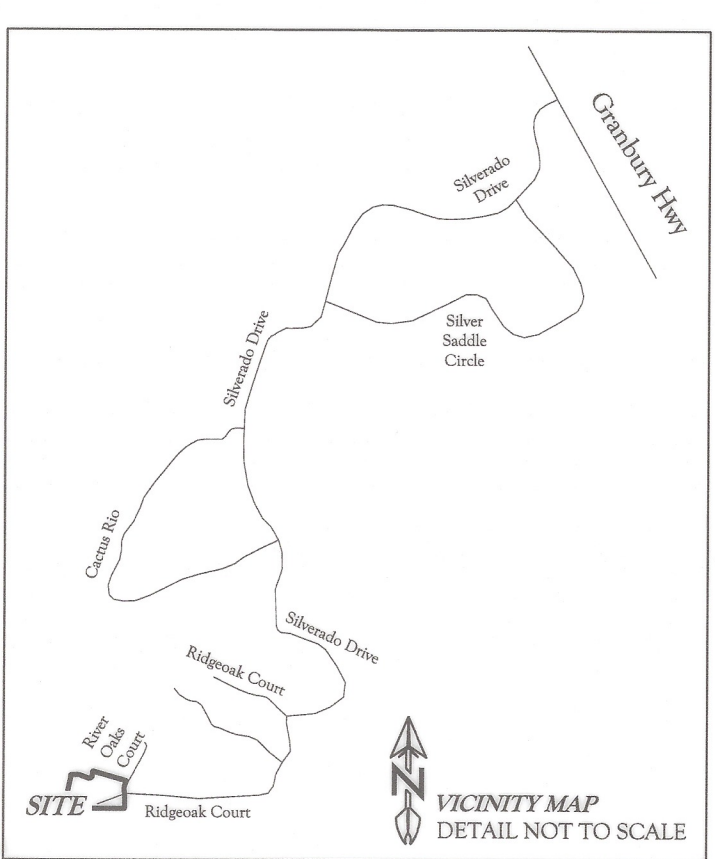 Granbury Hwy
Silverado
Drive
Silver
Saddle
Circle
Silverado Drive
Cactus Rio
Silverado Drive
Ridgeoak Court
River
Oaks
Court
SITE
Ridgeoak Court
N
VICINITY MAP
DETAIL NOT TO SCALE